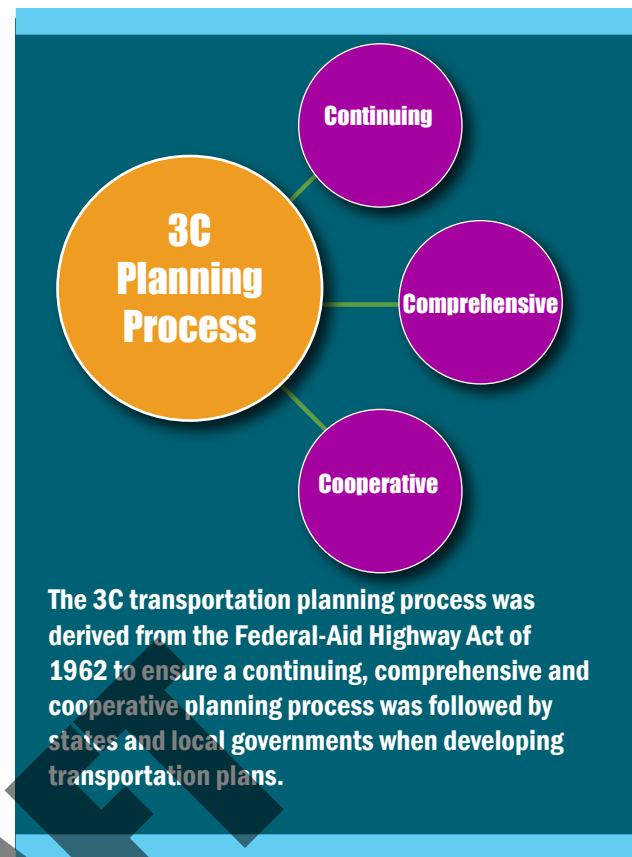 Continuing
3C
Planning
Process
Comprehensive
Cooperative
The 3C transportation planning process was
derived from the Federal-Aid Highway Act of
1962 to ensure a continuing, comprehensive and
cooperative planning process was followed by
states and local governments when developing
transportation plans.